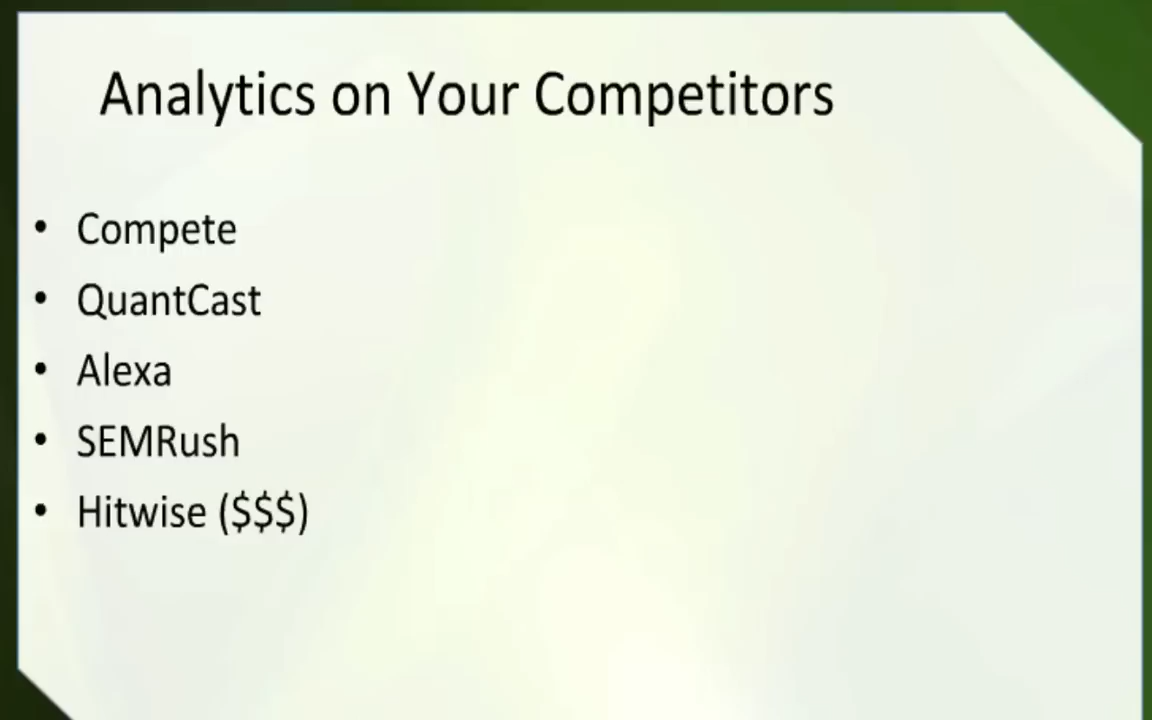 Analytics on Your Competitors
• Compete
• QuantCast
• Alexa
• SEMRush
• Hitwise ($$$)